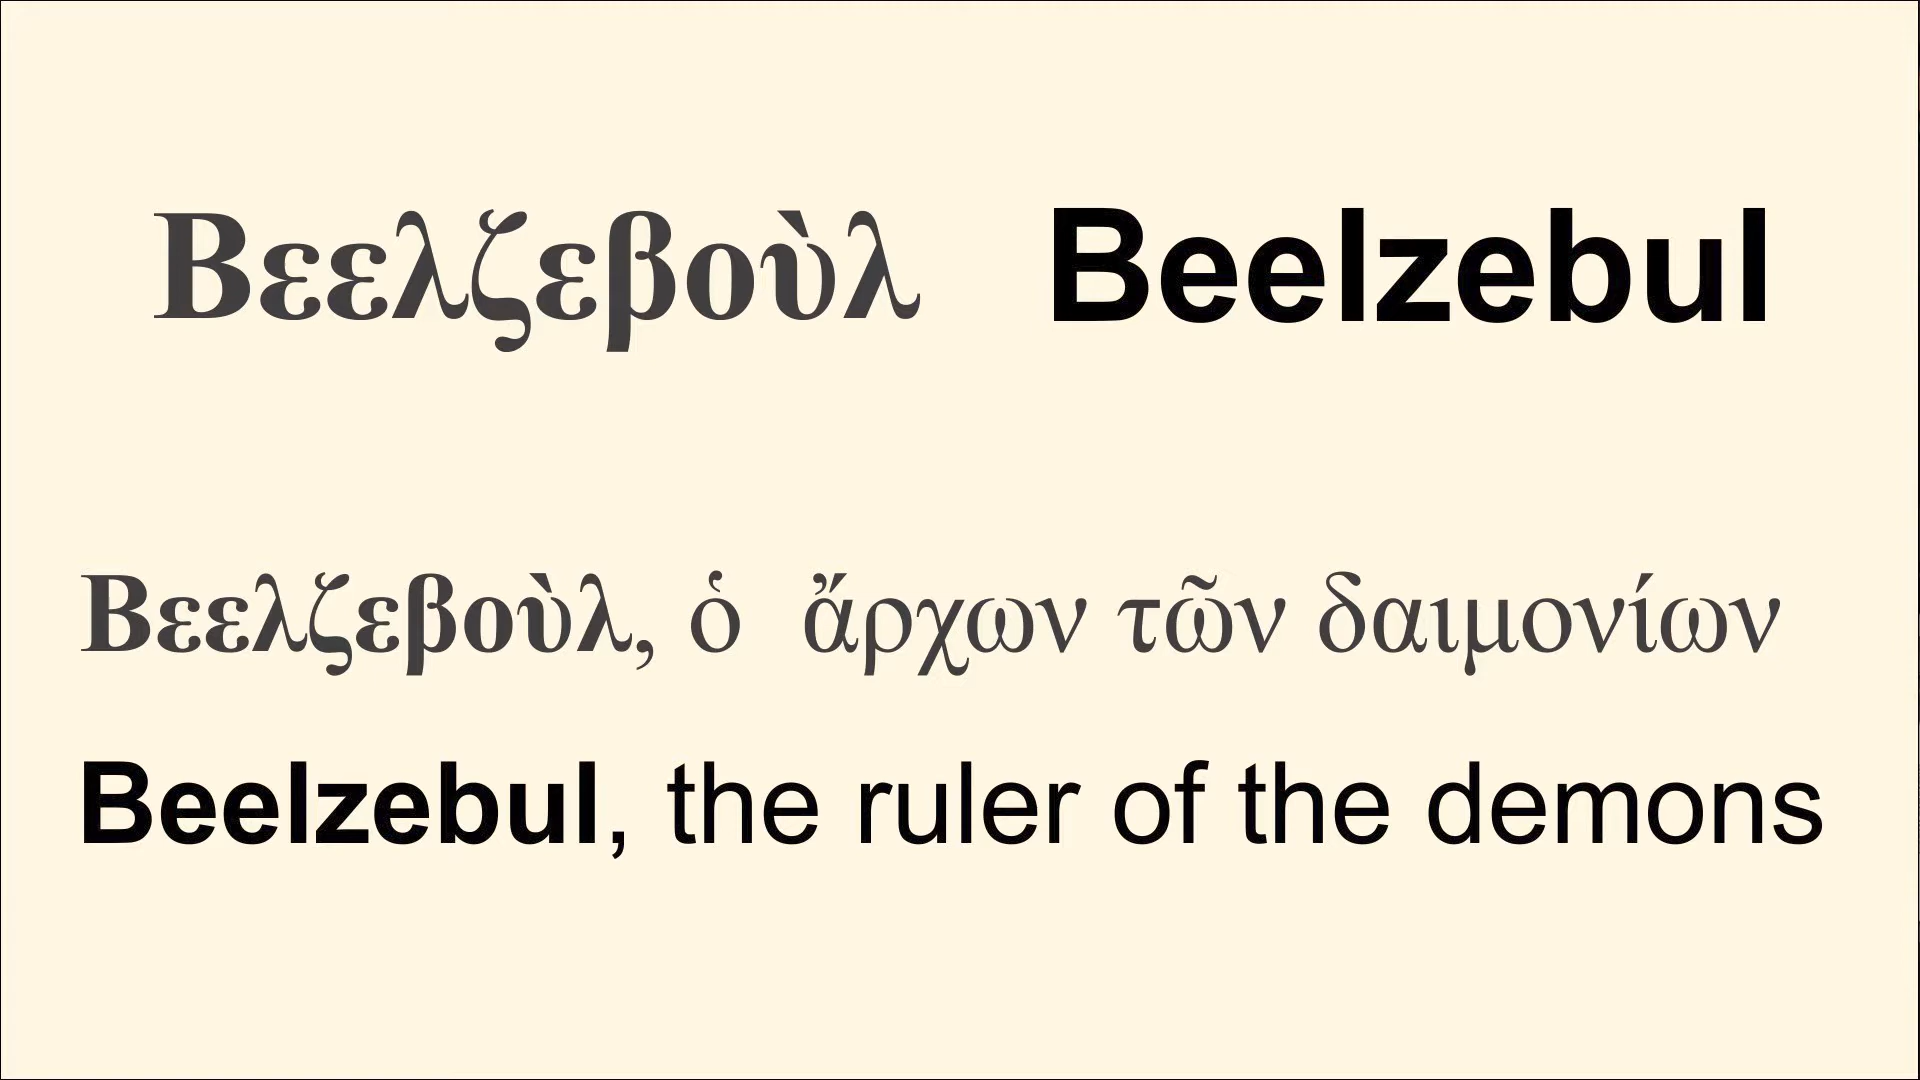 Βεελζεβοὺλ Beelzebul
Βεελζεβοὺλ, ὁ ἄρχων τῶν δαιμονίων
Beelzebul, the ruler of the demons